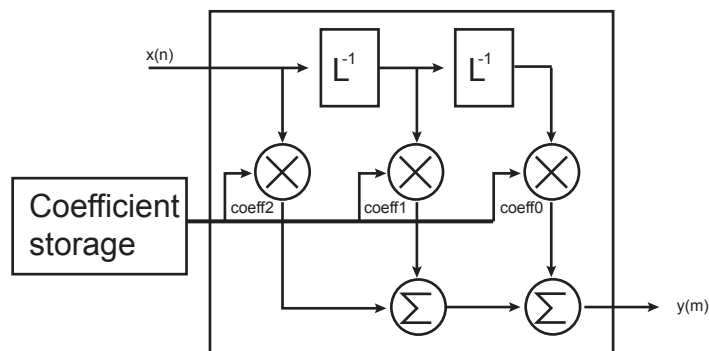 x(n)
L-1
L-1
Coefficient
storage
coeff2
coeff1
coeff0
Σ
Σ
y(m)